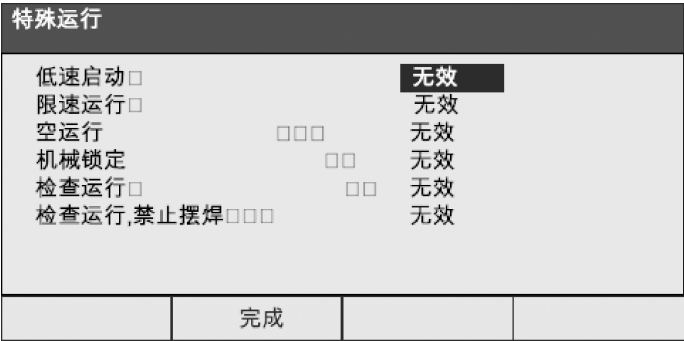 特殊运行
低速启动□ 无效
限速运行□ 无效
空运行 □□□ 无效
机械锁定 □□ 无效
检查运行□ □□ 无效
检查运行,禁止摆焊□□□ 无效
完成